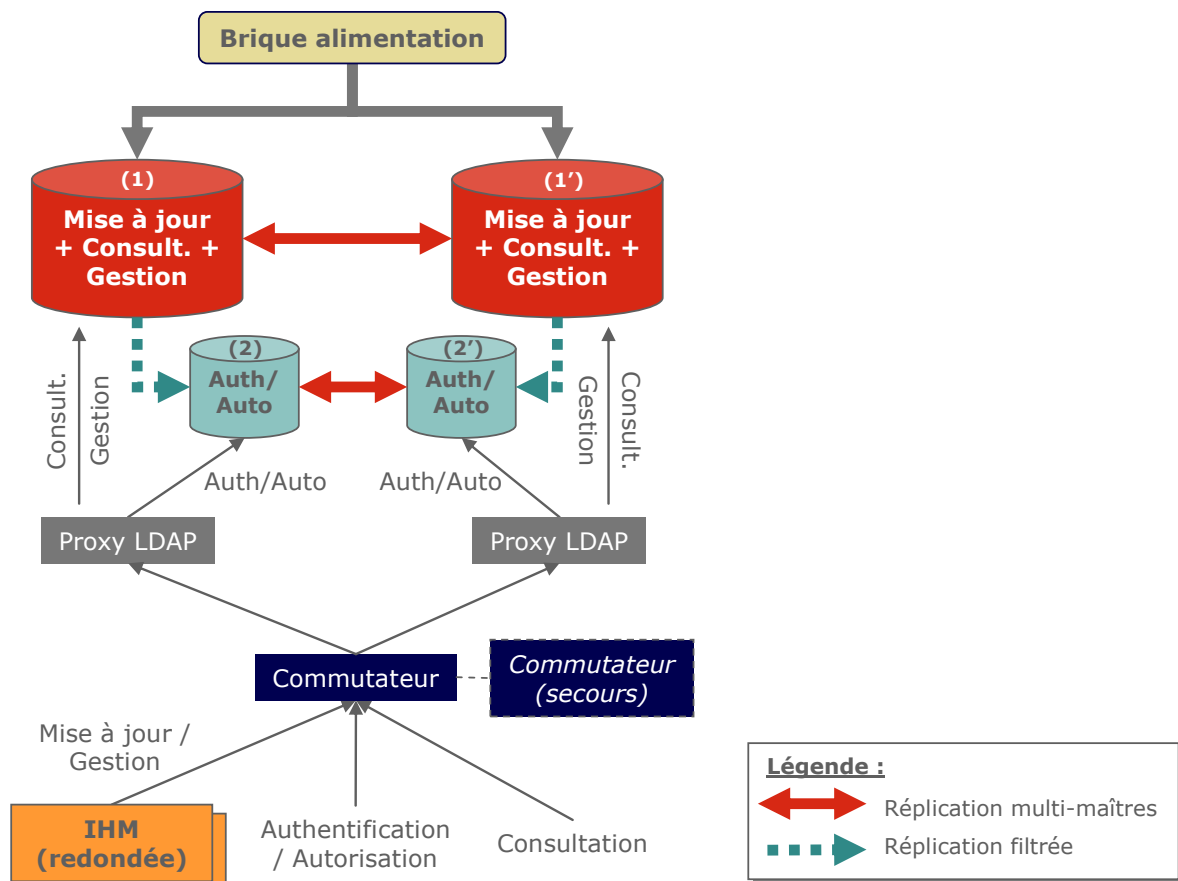 Brique alimentation
(1)
Mise à jour
+ Consult. +
Gestion
(1')
Mise à jour
+ Consult. +
Gestion
(2)
Auth/
Auto
(2')
Auth/
Auto
Consult.
Gestion
Auth/Auto
Auth/Auto
Gestion
Consult.
Proxy LDAP
Proxy LDAP
Commutateur
Commutateur
(secours)
Mise à jour /
Gestion
IHM
(redondée)
Authentification
/ Autorisation
Consultation
Légende :
Réplication multi-maîtres
Réplication filtrée